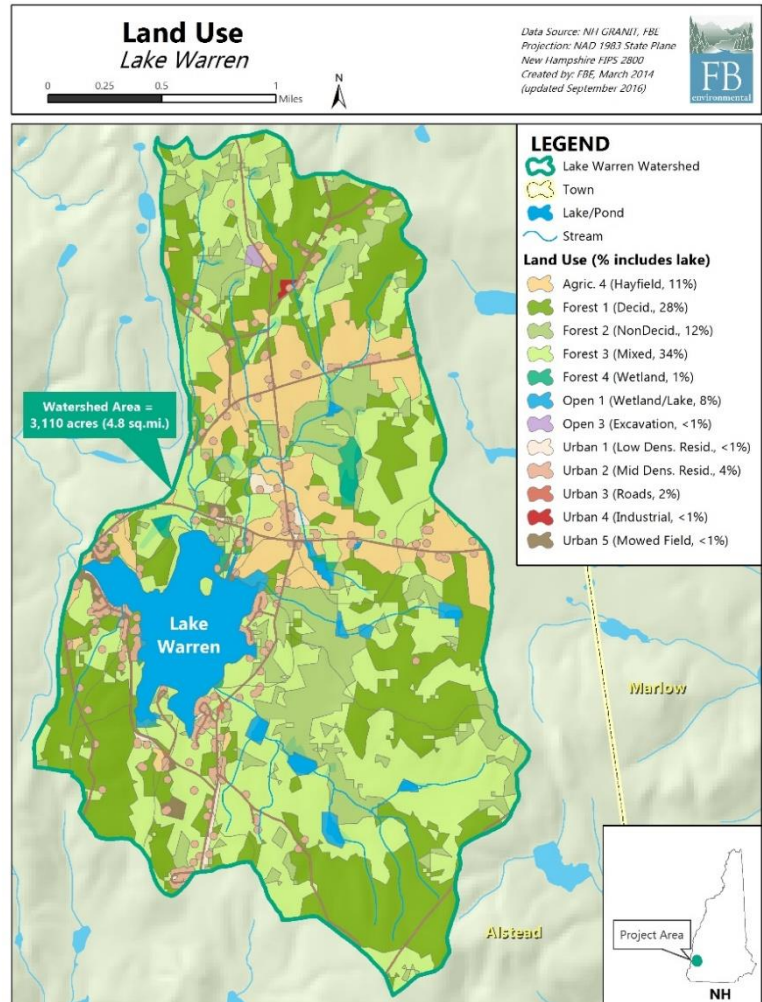 Land Use
Lake Warren
0 0.25 0.5 1
Miles
N
Data Source: NH GRANIT, FBE
Projection: NAD 1983 State Plane
New Hampshire FIPS 2800
Created by: FBE, March 2014
(updated September 2016)
FB
environmental
LEGEND
Lake Warren Watershed
Town
Lake/Pond
Stream
Land Use (% includes lake)
Agric. 4 (Hayfield, 11%)
Forest 1 (Decid., 28%)
Forest 2 (NonDecid., 12%)
Forest 3 (Mixed, 34%)
Forest 4 (Wetland, 1%)
Open 1 (Wetland/Lake, 8%)
Open 3 (Excavation, <1%)
Urban 1 (Low Dens. Resid., <1%)
Urban 2 (Mid Dens. Resid., 4%)
Urban 3 (Roads, 2%)
Urban 4 (Industrial, <1%)
Urban 5 (Mowed Field, <1%)
Watershed Area =
3,110 acres (4.8 sq.mi.)
Lake
Warren
Marlow
Alstead
Project Area
NH